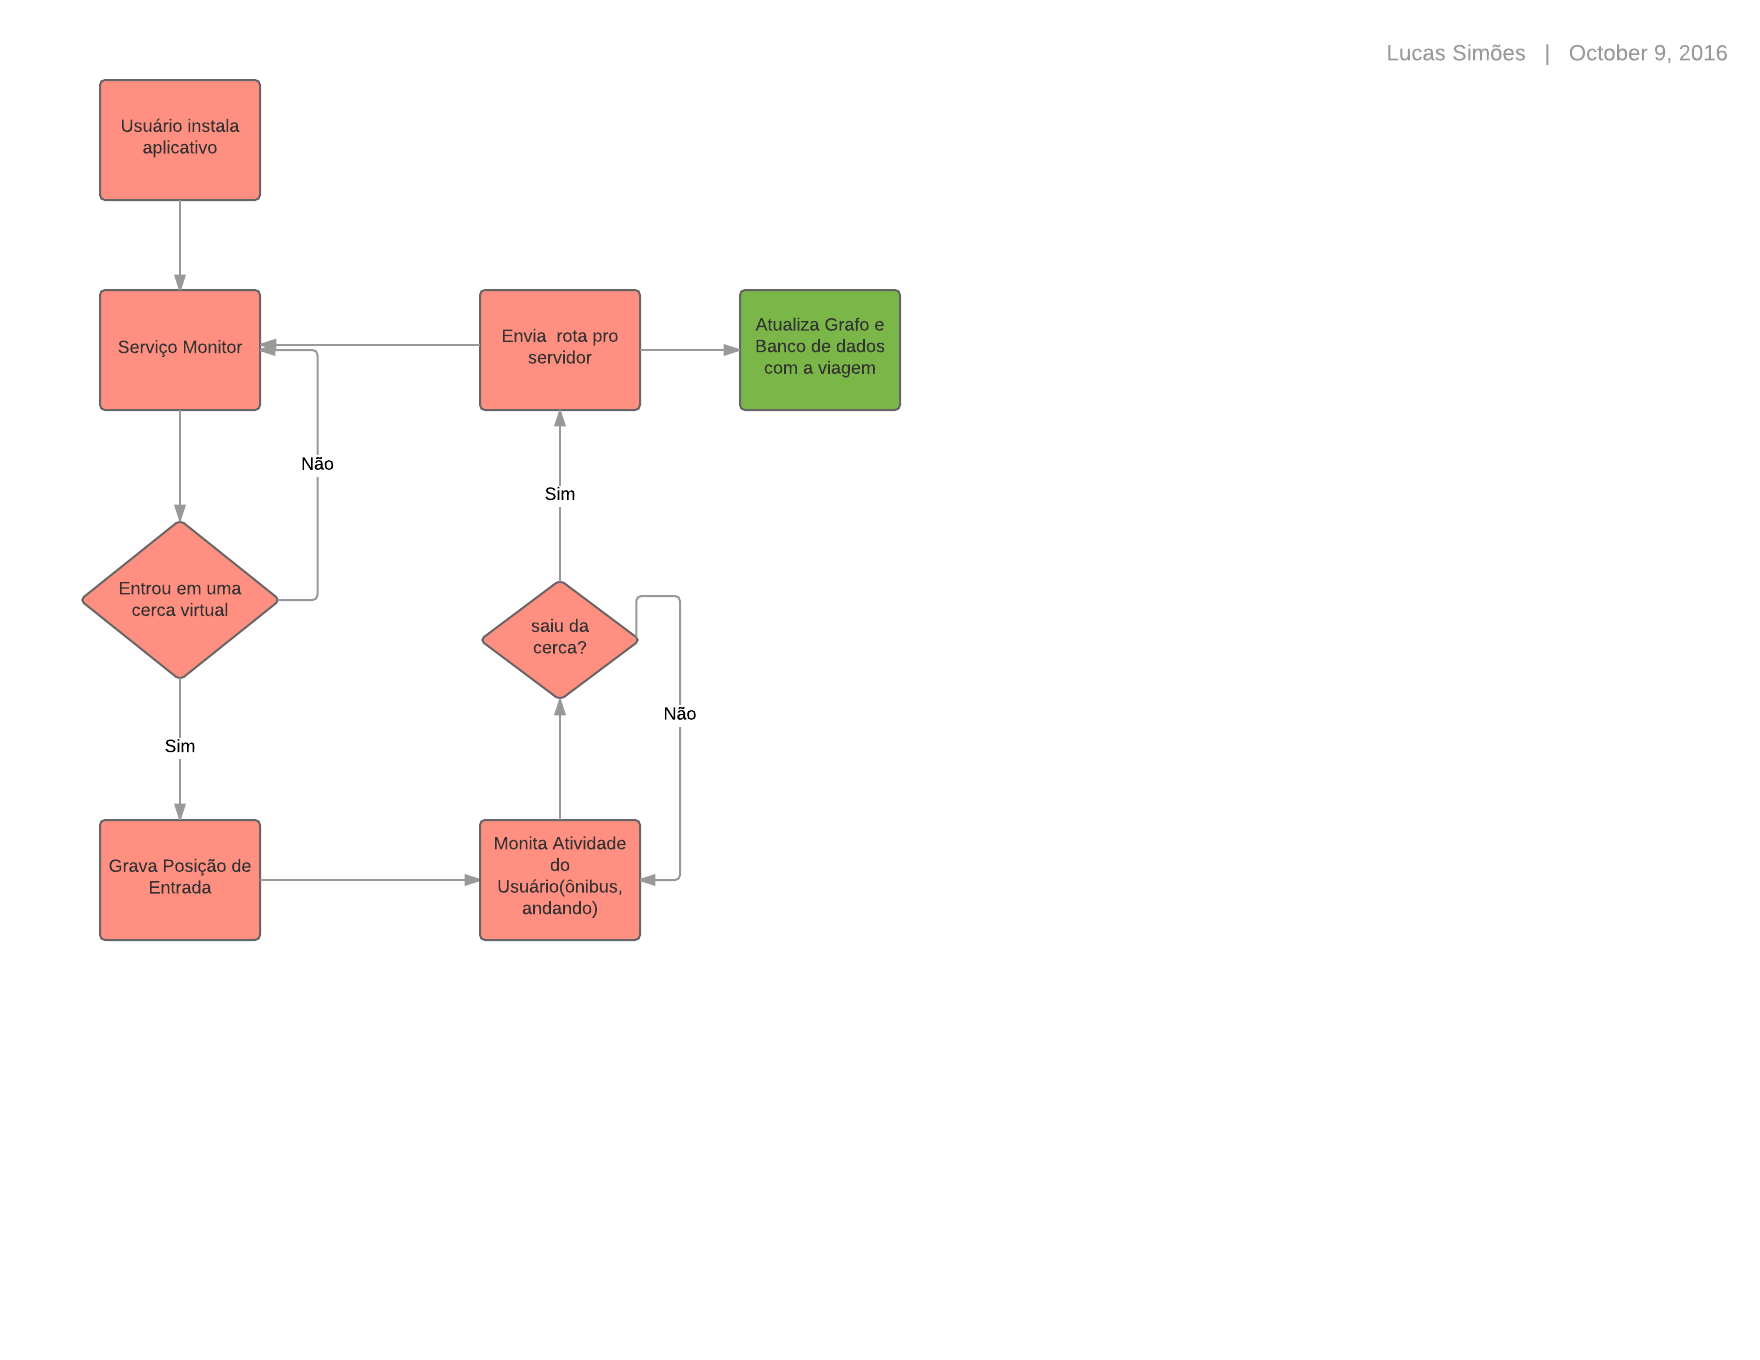 Lucas Simões | October 9, 2016
Usuário instala
aplicativo
Serviço Monitor
Envia rota pro
servidor
Atualiza Grafo e
Banco de dados
com a viagem
Não
Sim
Entrou em uma
cerca virtual
saiu da
cerca?
Não
Sim
Grava Posição de
Entrada
Monita Atividade
do
Usuário(ônibus,
andando)